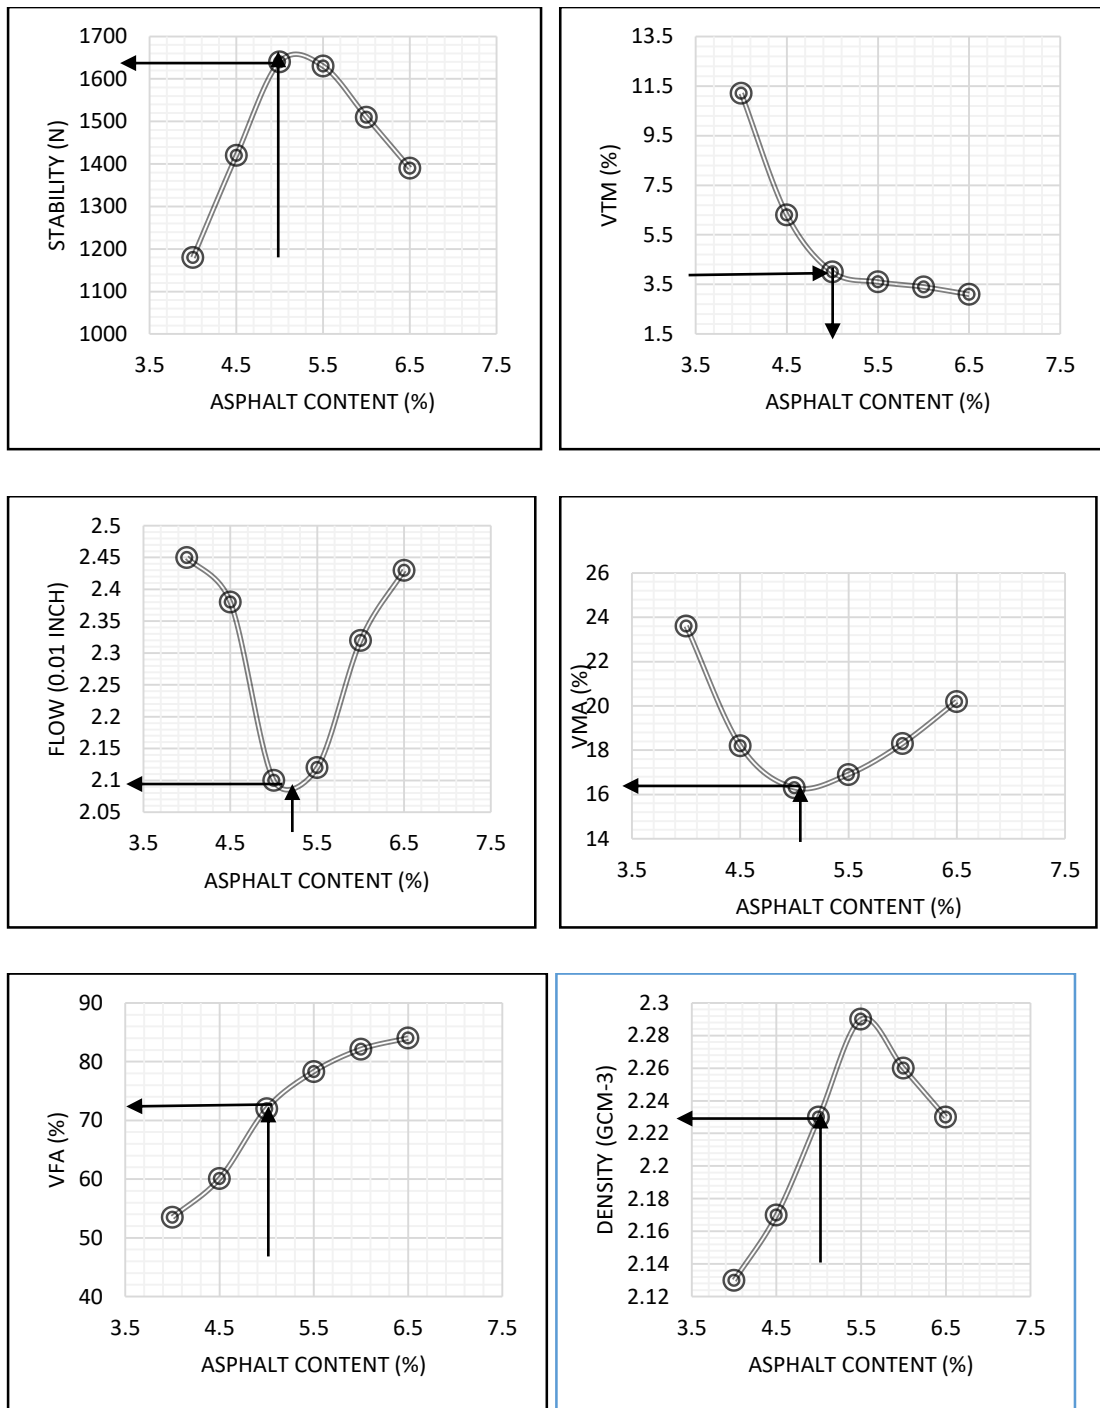 1700
1600
1500
1400
1300
1200
1100
1000
STABILITY (N)
3.5 4.5 5.5 6.5 7.5
ASPHALT CONTENT (%)
13.5
11.5
9.5
7.5
5.5
3.5
1.5
VTM (%)
3.5 4.5 5.5 6.5 7.5
ASPHALT CONTENT (%)
2.5
2.45
2.4
2.35
2.3
2.25
2.2
2.15
2.1
2.05
FLOW (0.01 INCH)
3.5 4.5 5.5 6.5 7.5
ASPHALT CONTENT (%)
26
24
22
20
18
16
14
VMA (%)
3.5 4.5 5.5 6.5 7.5
ASPHALT CONTENT (%)
90
80
70
60
50
40
VFA (%)
3.5 4.5 5.5 6.5 7.5
ASPHALT CONTENT (%)
2.3
2.28
2.26
2.24
2.22
2.2
2.18
2.16
2.14
2.12
DENSITY (GCM-3)
3.5 4.5 5.5 6.5 7.5
ASPHALT CONTENT (%)